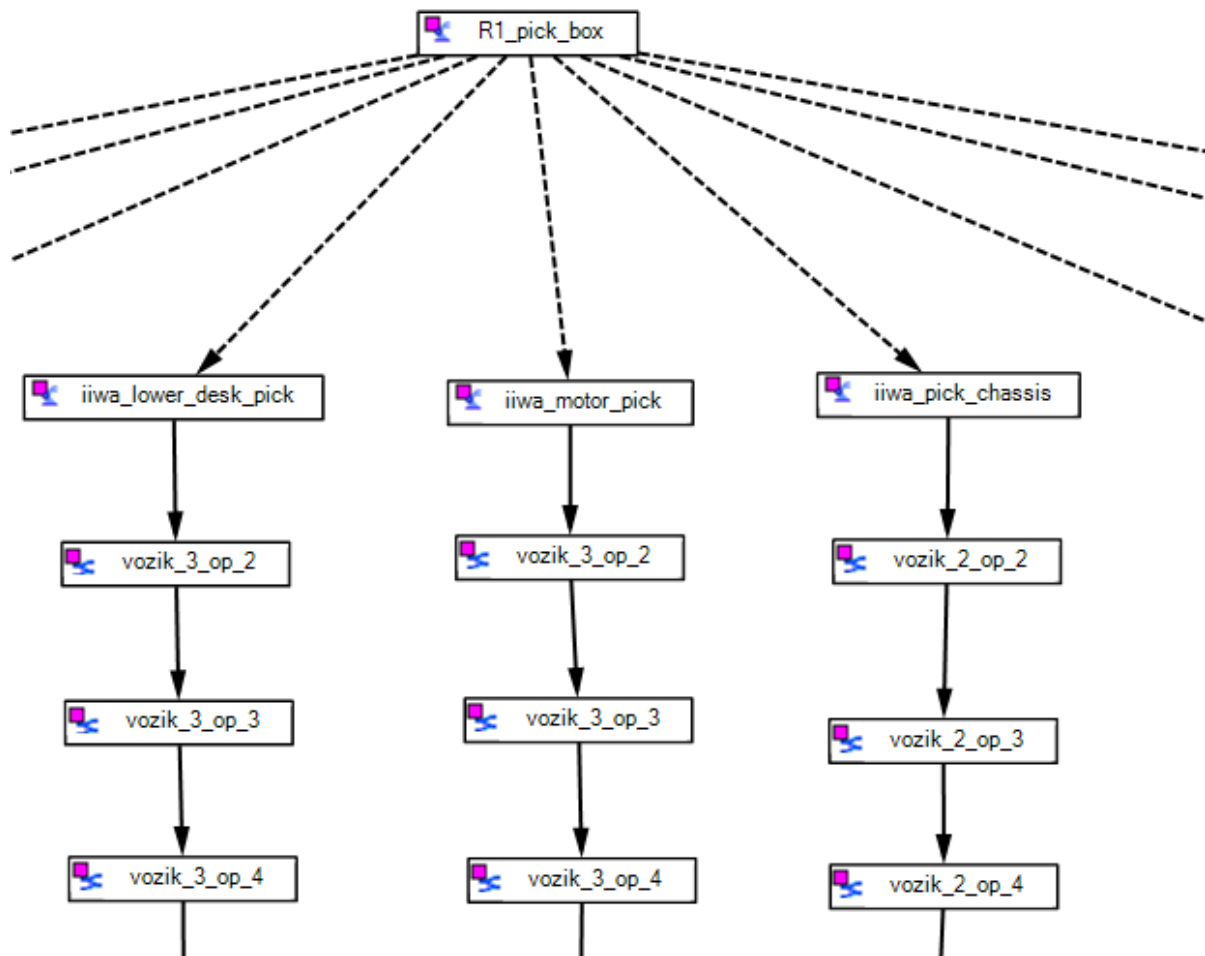 R1_pick_box
iiwa_lower_desk_pick
iiwa_motor_pick
iiwa_pick_chassis
vozik_3_op_2
vozik_3_op_2
vozik_2_op_2
vozik_3_op_3
vozik_3_op_3
vozik_2_op_3
vozik_3_op_4
vozik_3_op_4
vozik_2_op_4